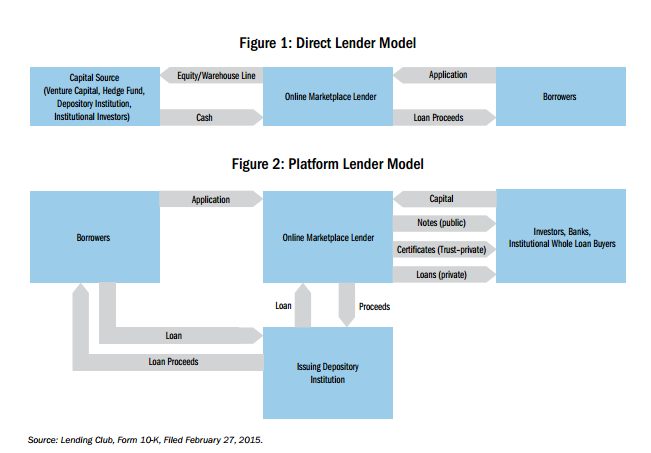 Figure 1: Direct Lender Model
Capital Source
(Venture Capital, Hedge Fund,
Depository Institution,
Institutional Investors)
Equity/Warehouse Line
Cash
Online Marketplace Lender
Application
Loan Proceeds
Borrowers
Figure 2: Platform Lender Model
Borrowers
Application
Online Marketplace Lender
Capital
Notes (public)
Certificates (Trust–private)
Loans (private)
Investors, Banks,
Institutional Whole Loan Buyers
Loan
Proceeds
Loan
Loan Proceeds
Issuing Depository
Institution
Source: Lending Club, Form 10-K, Filed February 27, 2015.